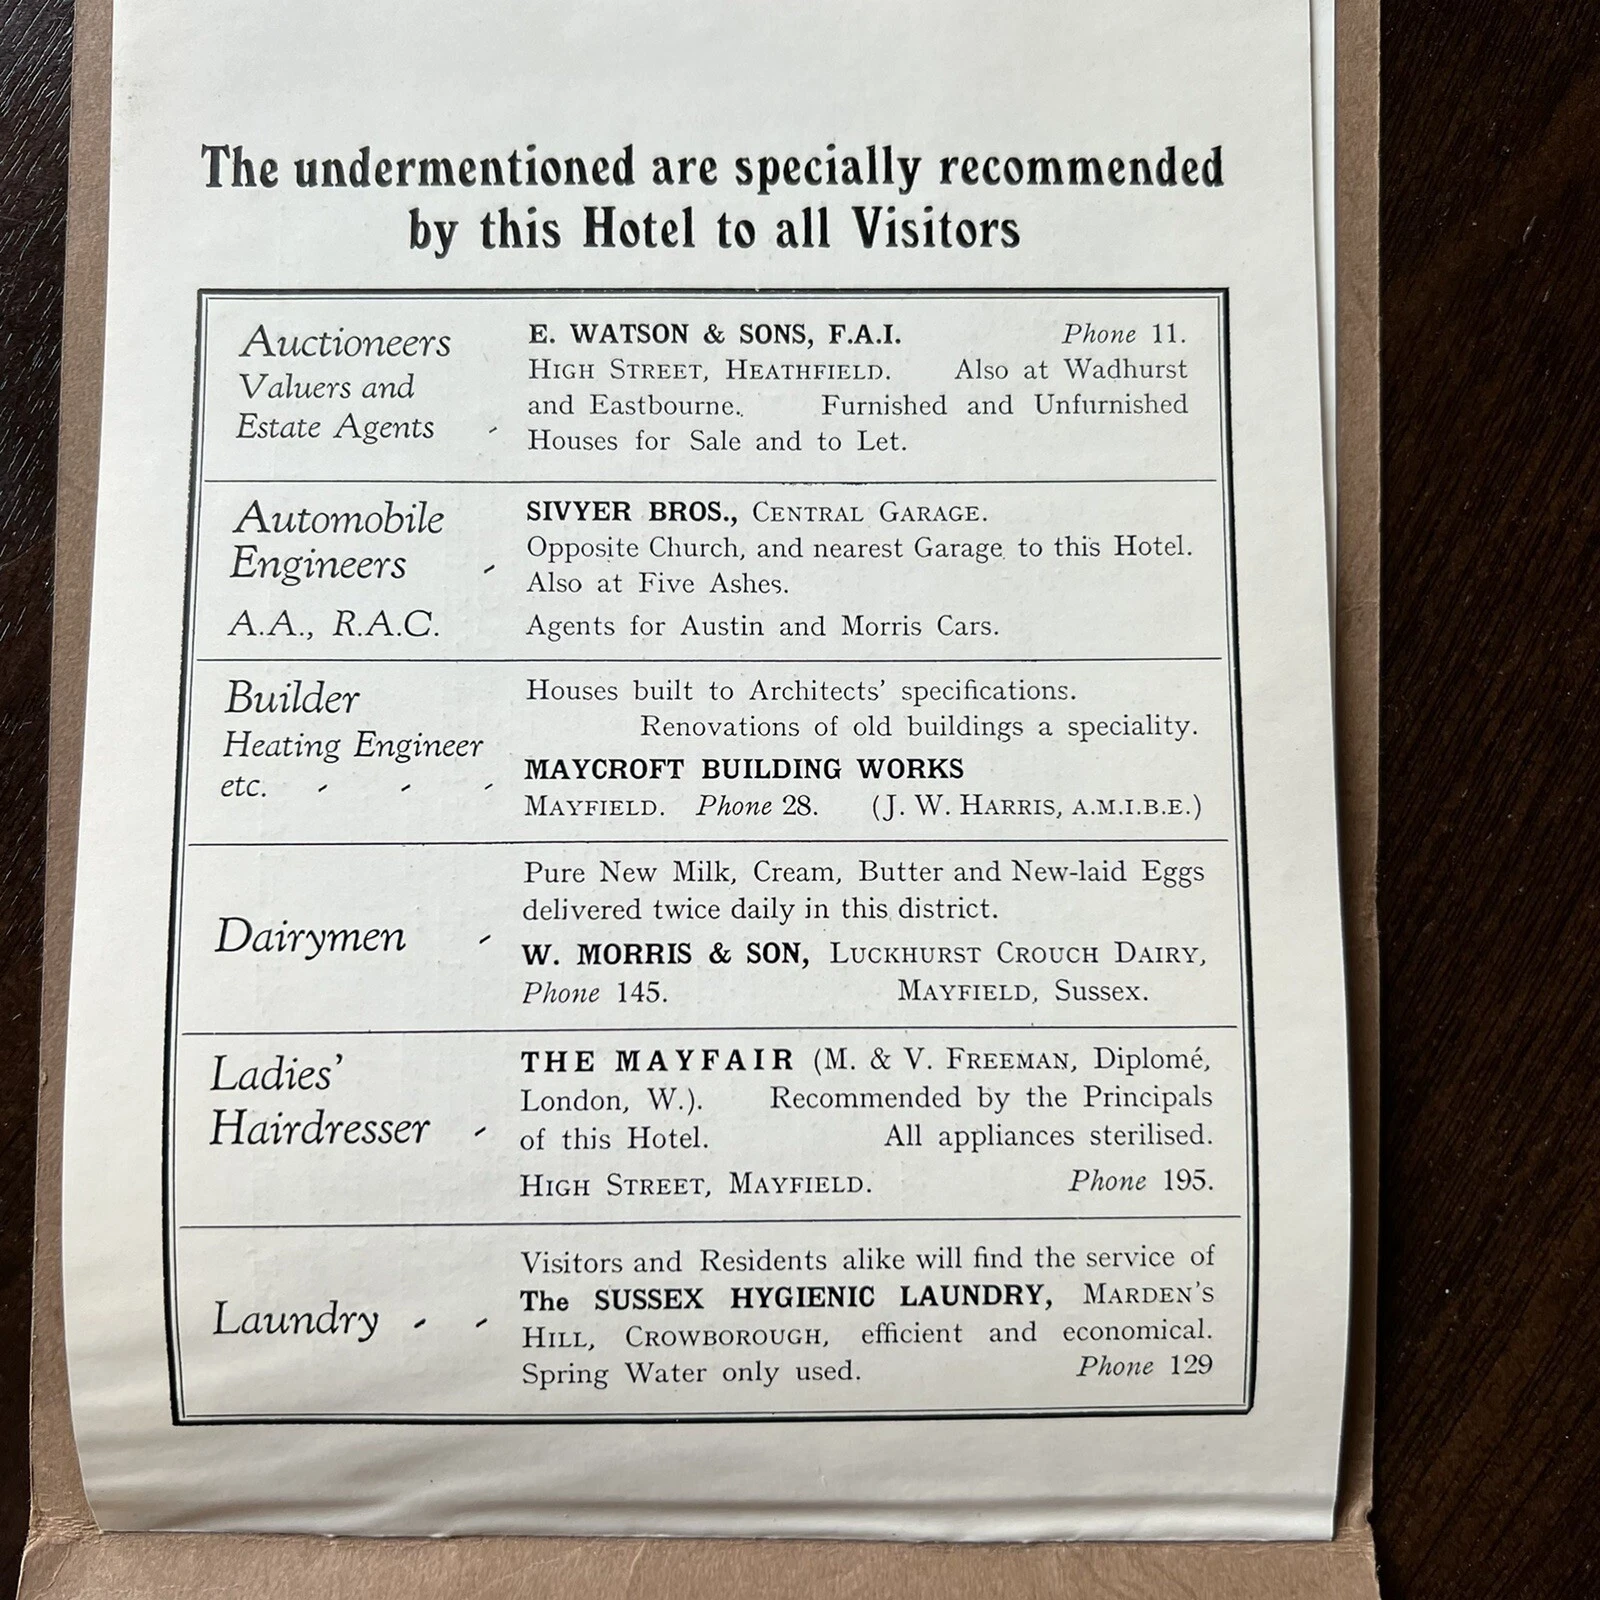 The undermentioned are specially recommended
by this Hotel to all Visitors
Auctioneers
Valuers and
Estate Agents -
E. WATSON & SONS, F.A.I. Phone 11.
HIGH STREET, HEATHFIELD. Also at Wadhurst
and Eastbourne. Furnished and Unfurnished
Houses for Sale and to Let.
Automobile
Engineers -
A.A., R.A.C.
SIVYER BROS., CENTRAL GARAGE.
Opposite Church, and nearest Garage to this Hotel.
Also at Five Ashes.
Agents for Austin and Morris Cars.
Builder
Heating Engineer
etc. - - -
Houses built to Architects' specifications.
Renovations of old buildings a speciality.
MAYCROFT BUILDING WORKS
MAYFIELD. Phone 28. (J. W. HARRIS, A.M.I.B.E.)
Dairymen -
Pure New Milk, Cream, Butter and New-laid Eggs
delivered twice daily in this district.
W. MORRIS & SON, LUCKHURST CROUCH DAIRY,
Phone 145. MAYFIELD, Sussex.
Ladies'
Hairdresser -
THE MAYFAIR (M. & V. FREEMAN, Diplomé,
London, W.). Recommended by the Principals
of this Hotel. All appliances sterilised.
HIGH STREET, MAYFIELD. Phone 195.
Laundry - -
Visitors and Residents alike will find the service of
The SUSSEX HYGIENIC LAUNDRY, MARDEN'S
HILL, CROWBOROUGH, efficient and economical.
Spring Water only used. Phone 129